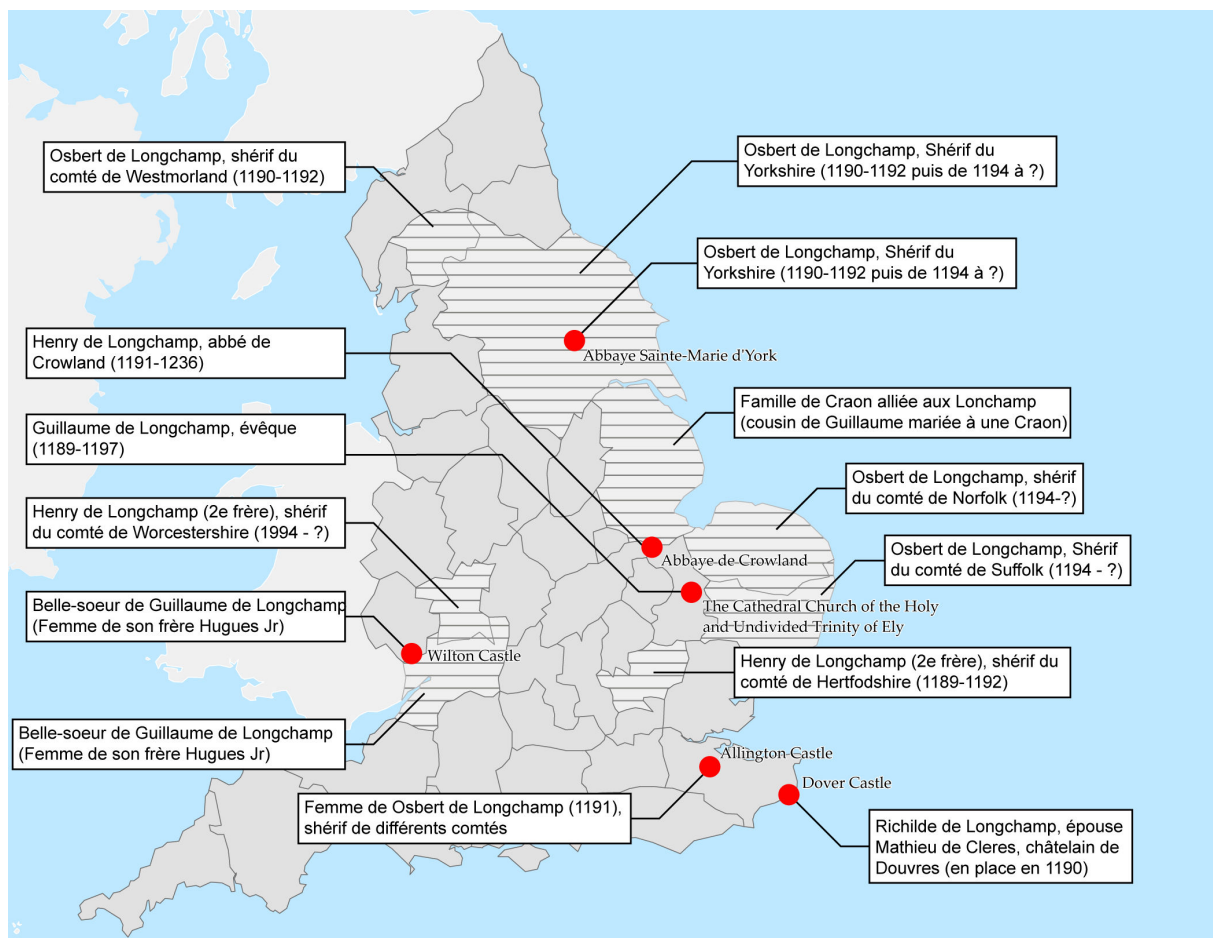 Osbert de Longchamp, shérif du
comté de Westmorland (1190-1192)
Osbert de Longchamp, Shérif du
Yorkshire (1190-1192 puis de 1194 à ?)
Osbert de Longchamp, Shérif du
Yorkshire (1190-1192 puis de 1194 à ?)
Henry de Longchamp, abbé de
Crowland (1191-1236)
Abbaye Sainte-Marie d'York
Famille de Craon alliée aux Lonchamp
(cousin de Guillaume mariée à une Craon)
Guillaume de Longchamp, évêque
(1189-1197)
Osbert de Longchamp, shérif
du comté de Norfolk (1194-?)
Henry de Longchamp (2e frère), shérif
du comté de Worcestershire (1994 - ?)
Osbert de Longchamp, Shérif
du comté de Suffolk (1194 - ?)
Abbaye de Crowland
Belle-soeur de Guillaume de Longchamp
(Femme de son frère Hugues Jr)
The Cathedral Church of the Holy
and Undivided Trinity of Ely
Wilton Castle
Henry de Longchamp (2e frère), shérif du
comté de Hertfodshire (1189-1192)
Belle-soeur de Guillaume de Longchamp
(Femme de son frère Hugues Jr)
Allington Castle
Dover Castle
Femme de Osbert de Longchamp (1191),
shérif de différents comtés
Richilde de Longchamp, épouse
Mathieu de Cleres, châtelain de
Douvres (en place en 1190)